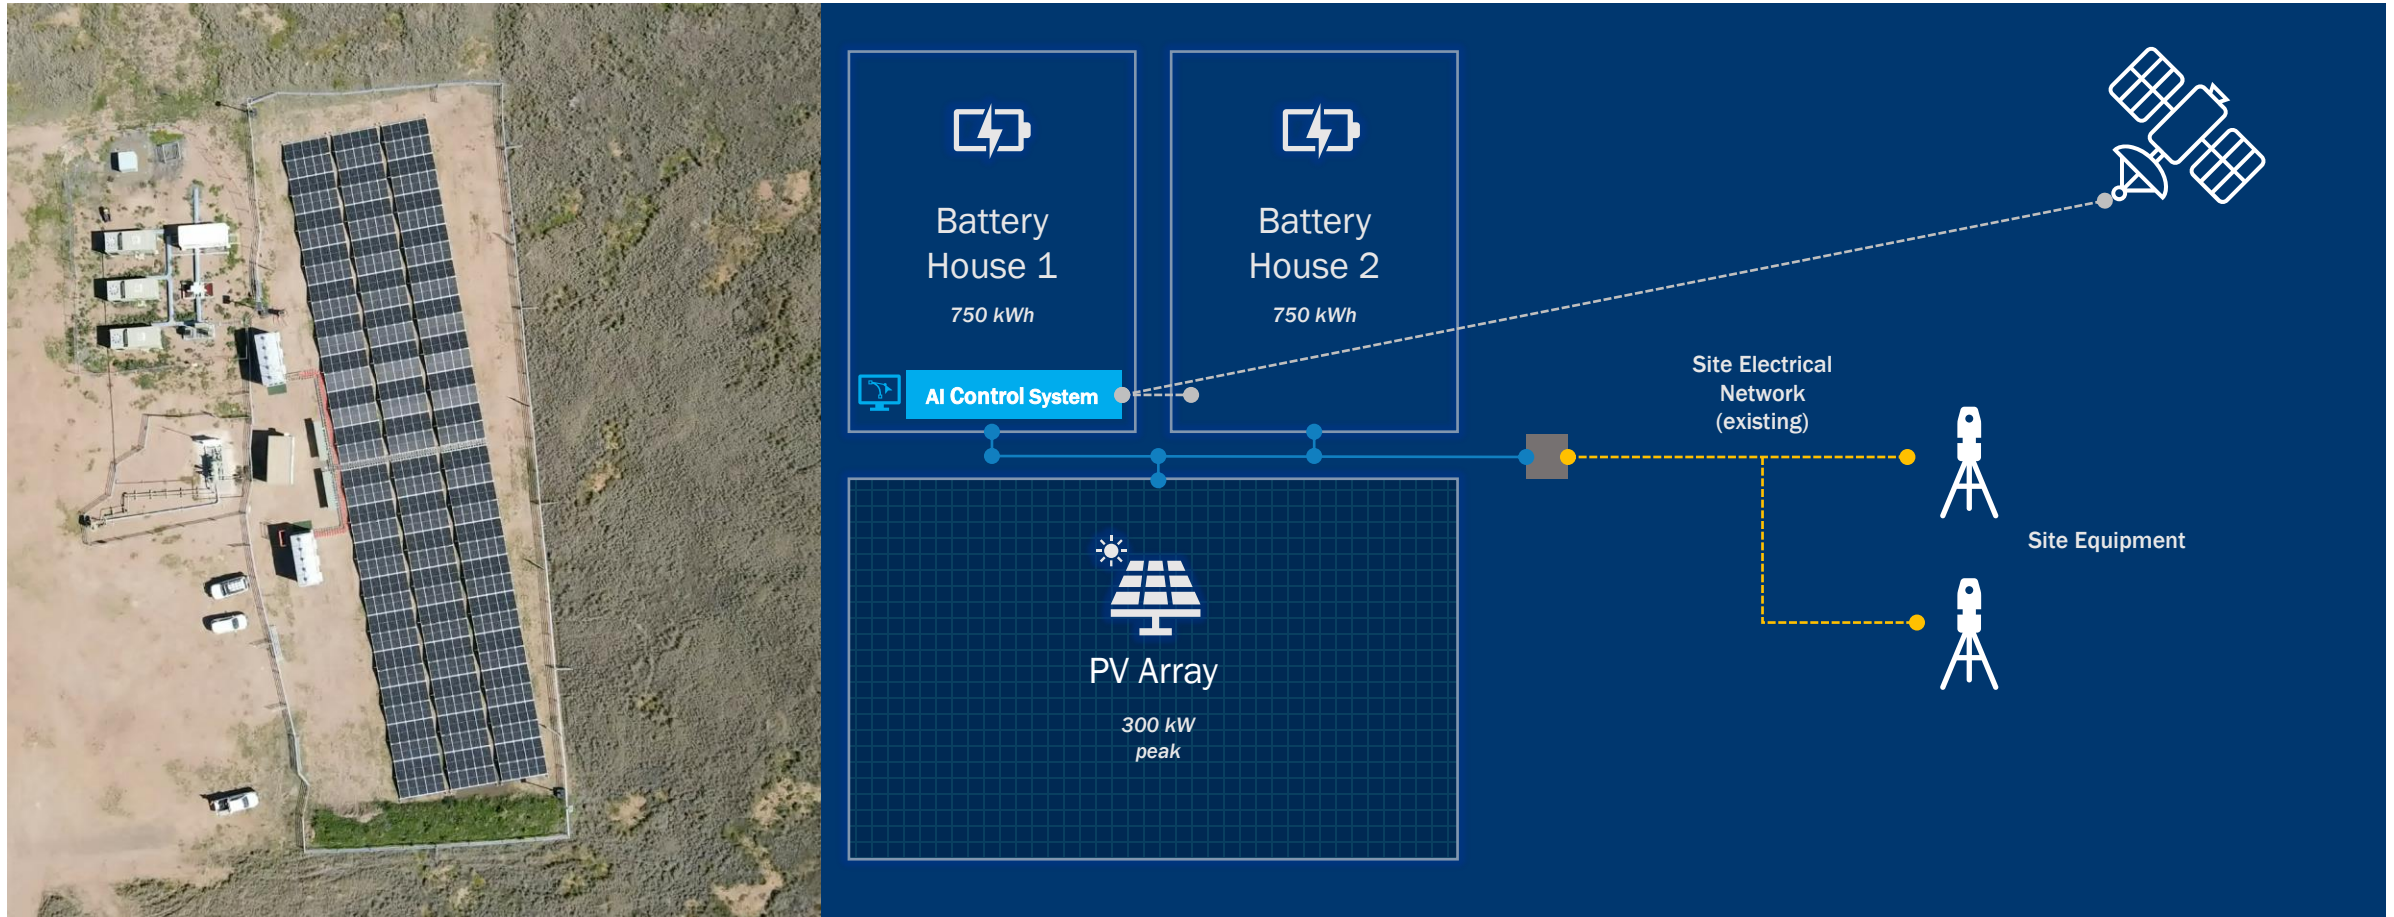 Battery
House 1
750 kWh
AI Control System
Battery
House 2
750 kWh
Site Electrical
Network
(existing)
Site Equipment
PV Array
300 kW
peak